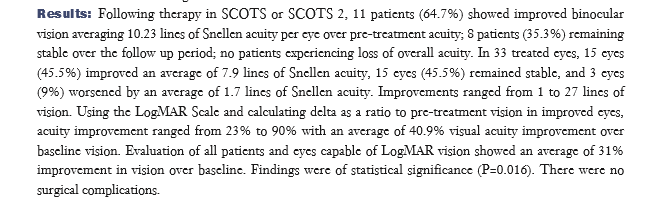 Results: Following therapy in SCOTS or SCOTS 2, 11 patients (64.7%) showed improved binocular
vision averaging 10.23 lines of Snellen acuity per eye over pre-treatment acuity; 8 patients (35.3%) remaining
stable over the follow up period; no patients experiencing loss of overall acuity. In 33 treated eyes, 15 eyes
(45.5%) improved an average of 7.9 lines of Snellen acuity, 15 eyes (45.5%) remained stable, and 3 eyes
(9%) worsened by an average of 1.7 lines of Snellen acuity. Improvements ranged from 1 to 27 lines of
vision. Using the LogMAR Scale and calculating delta as a ratio to pre-treatment vision in improved eyes,
acuity improvement ranged from 23% to 90% with an average of 40.9% visual acuity improvement over
baseline vision. Evaluation of all patients and eyes capable of LogMAR vision showed an average of 31%
improvement in vision over baseline. Findings were of statistical significance (P=0.016). There were no
surgical complications.